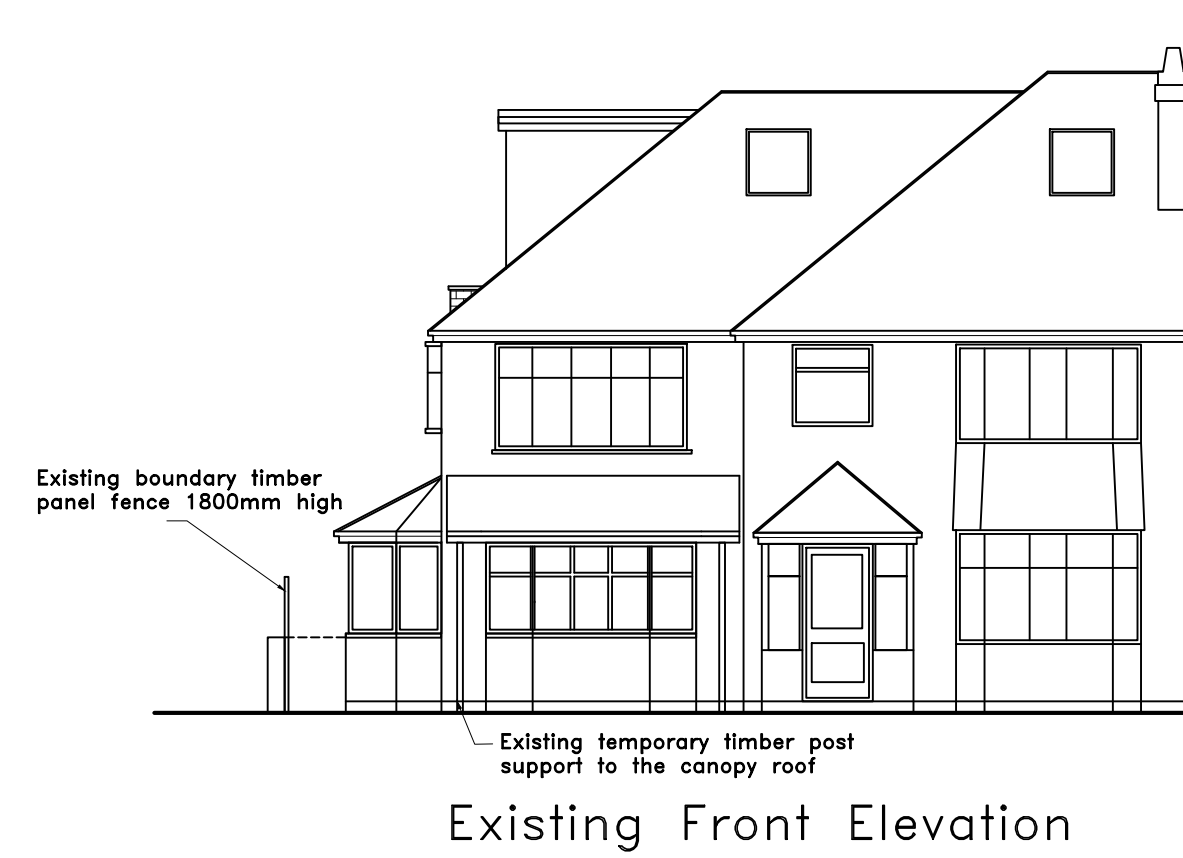 Existing boundary timber
panel fence 1800mm high
Existing temporary timber post
support to the canopy roof
Existing Front Elevation